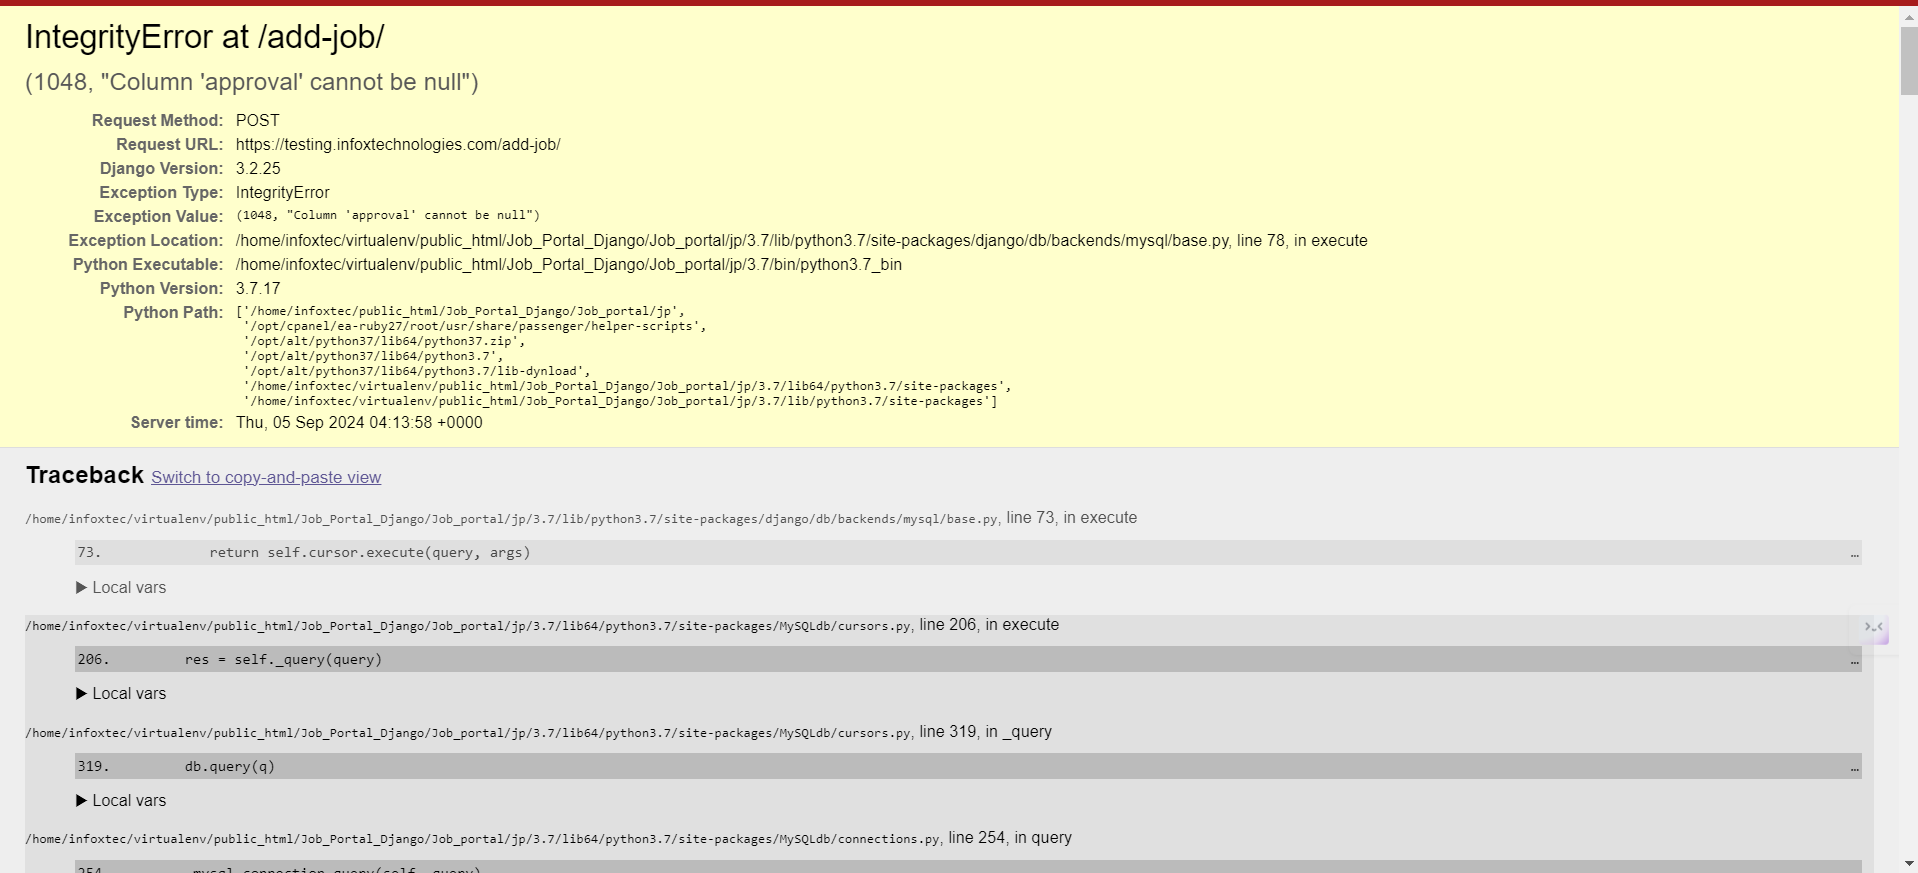 IntegrityError at /add-job/
(1048, "Column 'approval' cannot be null")
Request Method: POST
Request URL: https://testing.infoxtechnologies.com/add-job/
Django Version: 3.2.25
Exception Type: IntegrityError
Exception Value: (1048, "Column 'approval' cannot be null")
Exception Location: /home/infoxtec/virtualenv/public_html/Job_Portal_Django/Job_portal/jp/3.7/lib/python3.7/site-packages/django/db/backends/mysql/base.py, line 78, in execute
Python Executable: /home/infoxtec/virtualenv/public_html/Job_Portal_Django/Job_portal/jp/3.7/bin/python3.7_bin
Python Version: 3.7.17
Python Path: ['/home/infoxtec/public_html/Job_Portal_Django/Job_portal/jp',
'/opt/cpanel/ea-ruby27/root/usr/share/passenger/helper-scripts',
'/opt/alt/python37/lib64/python37.zip',
'/opt/alt/python37/lib64/python3.7',
'/opt/alt/python37/lib64/python3.7/lib-dynload',
'/home/infoxtec/virtualenv/public_html/Job_Portal_Django/Job_portal/jp/3.7/lib64/python3.7/site-packages',
'/home/infoxtec/virtualenv/public_html/Job_Portal_Django/Job_portal/jp/3.7/lib/python3.7/site-packages']
Server time: Thu, 05 Sep 2024 04:13:58 +0000
Traceback Switch to copy-and-paste view
/home/infoxtec/virtualenv/public_html/Job_Portal_Django/Job_portal/jp/3.7/lib/python3.7/site-packages/django/db/backends/mysql/base.py, line 73, in execute
73. return self.cursor.execute(query, args) …
▶ Local vars
/home/infoxtec/virtualenv/public_html/Job_Portal_Django/Job_portal/jp/3.7/lib64/python3.7/site-packages/MySQLdb/cursors.py, line 206, in execute
206. res = self._query(query) …
▶ Local vars
/home/infoxtec/virtualenv/public_html/Job_Portal_Django/Job_portal/jp/3.7/lib64/python3.7/site-packages/MySQLdb/cursors.py, line 319, in _query
319. db.query(q) …
▶ Local vars
/home/infoxtec/virtualenv/public_html/Job_Portal_Django/Job_portal/jp/3.7/lib64/python3.7/site-packages/MySQLdb/connections.py, line 254, in query
254. _mysql.connection.query(self, query)